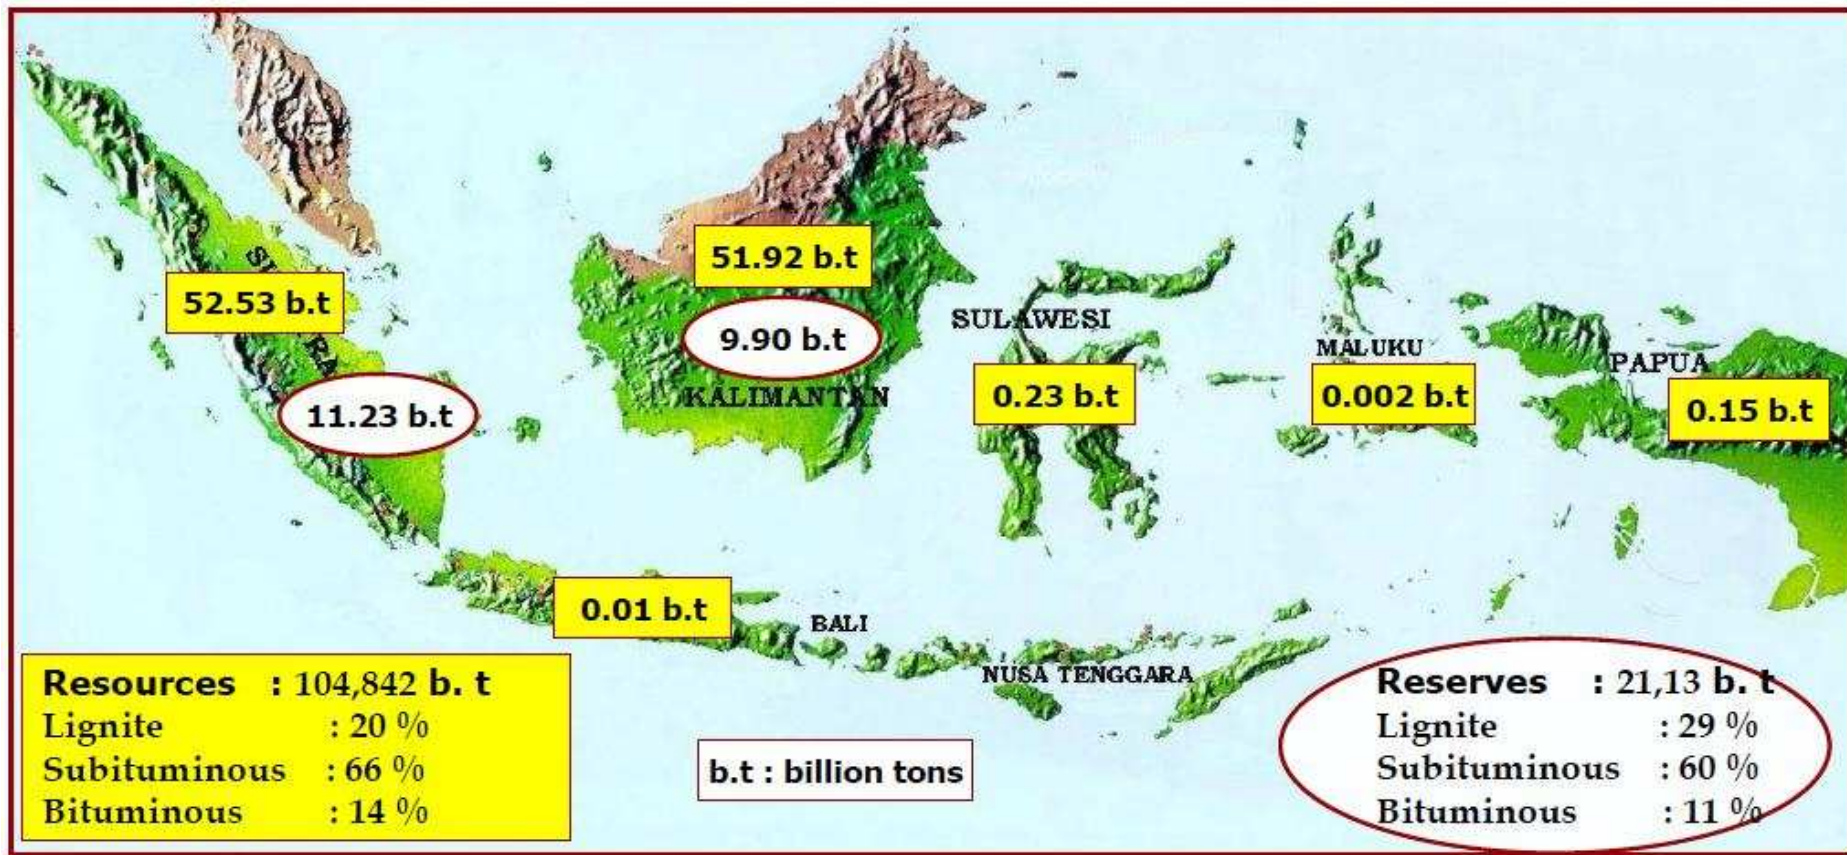 51.92 b.t
52.53 b.t
9.90 b.t
SULAWESI
MALUKU
PAPUA
KALIMANTAN
0.23 b.t
0.002 b.t
0.15 b.t
11.23 b.t
0.01 b.t
BALI
NUSA TENGGARA
Resources : 104,842 b. t
Lignite : 20 %
Subituminous : 66 %
Bituminous : 14 %
b.t : billion tons
Reserves : 21,13 b. t
Lignite : 29 %
Subituminous : 60 %
Bituminous : 11 %